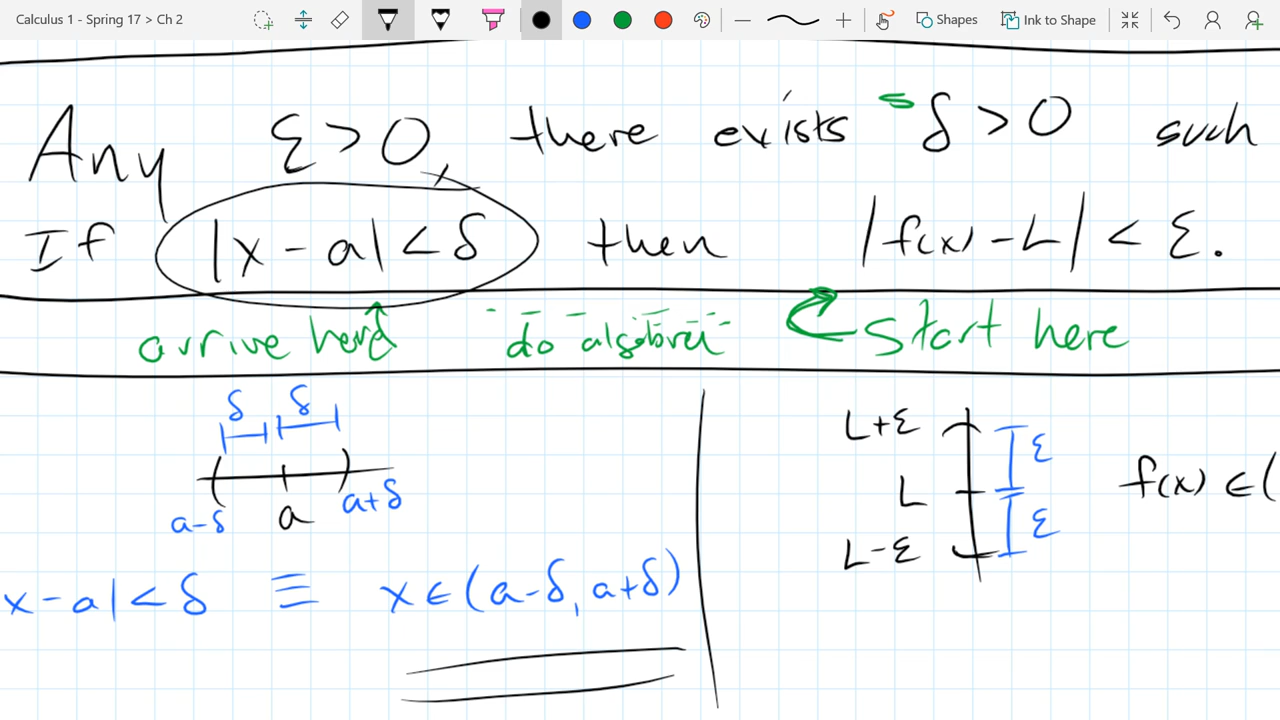 Calculus 1 - Spring 17 > Ch 2
Shapes
Ink to Shape
Any ε > 0, there exists δ > 0 such
If |x - a| < δ then |f(x) - L| < ε.
arrive here do algebra start here
δ δ
a-δ a a+δ
x - a| < δ ≡ x ∈ (a-δ, a+δ)
L+ε
ε
L
f(x) ∈ (
ε
L-ε